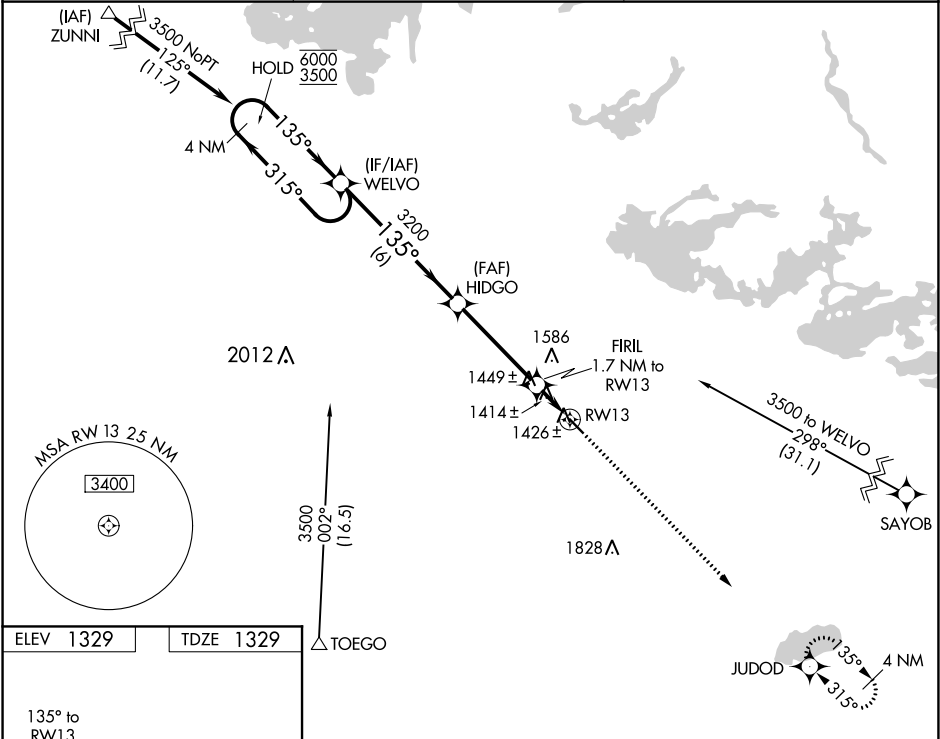 (IAF)
ZUNNI
3500 NoPT
125°
(11.7)
HOLD
6000
3500
4 NM
135°
315°
(IF/IAF)
WELVO
3200
135°
(6)
(FAF)
HIDGO
2012
1586
FIRIL
1.7 NM to
RW13
1449±
1414±
1426±
RW13
3500 to WELVO
298°
(31.1)
SAYOB
MSA RW 13 25 NM
3400
3500
002°
(16.5)
TOEGO
1828
JUDOD
135°
315°
4 NM
ELEV 1329
TDZE 1329
135° to
RW13